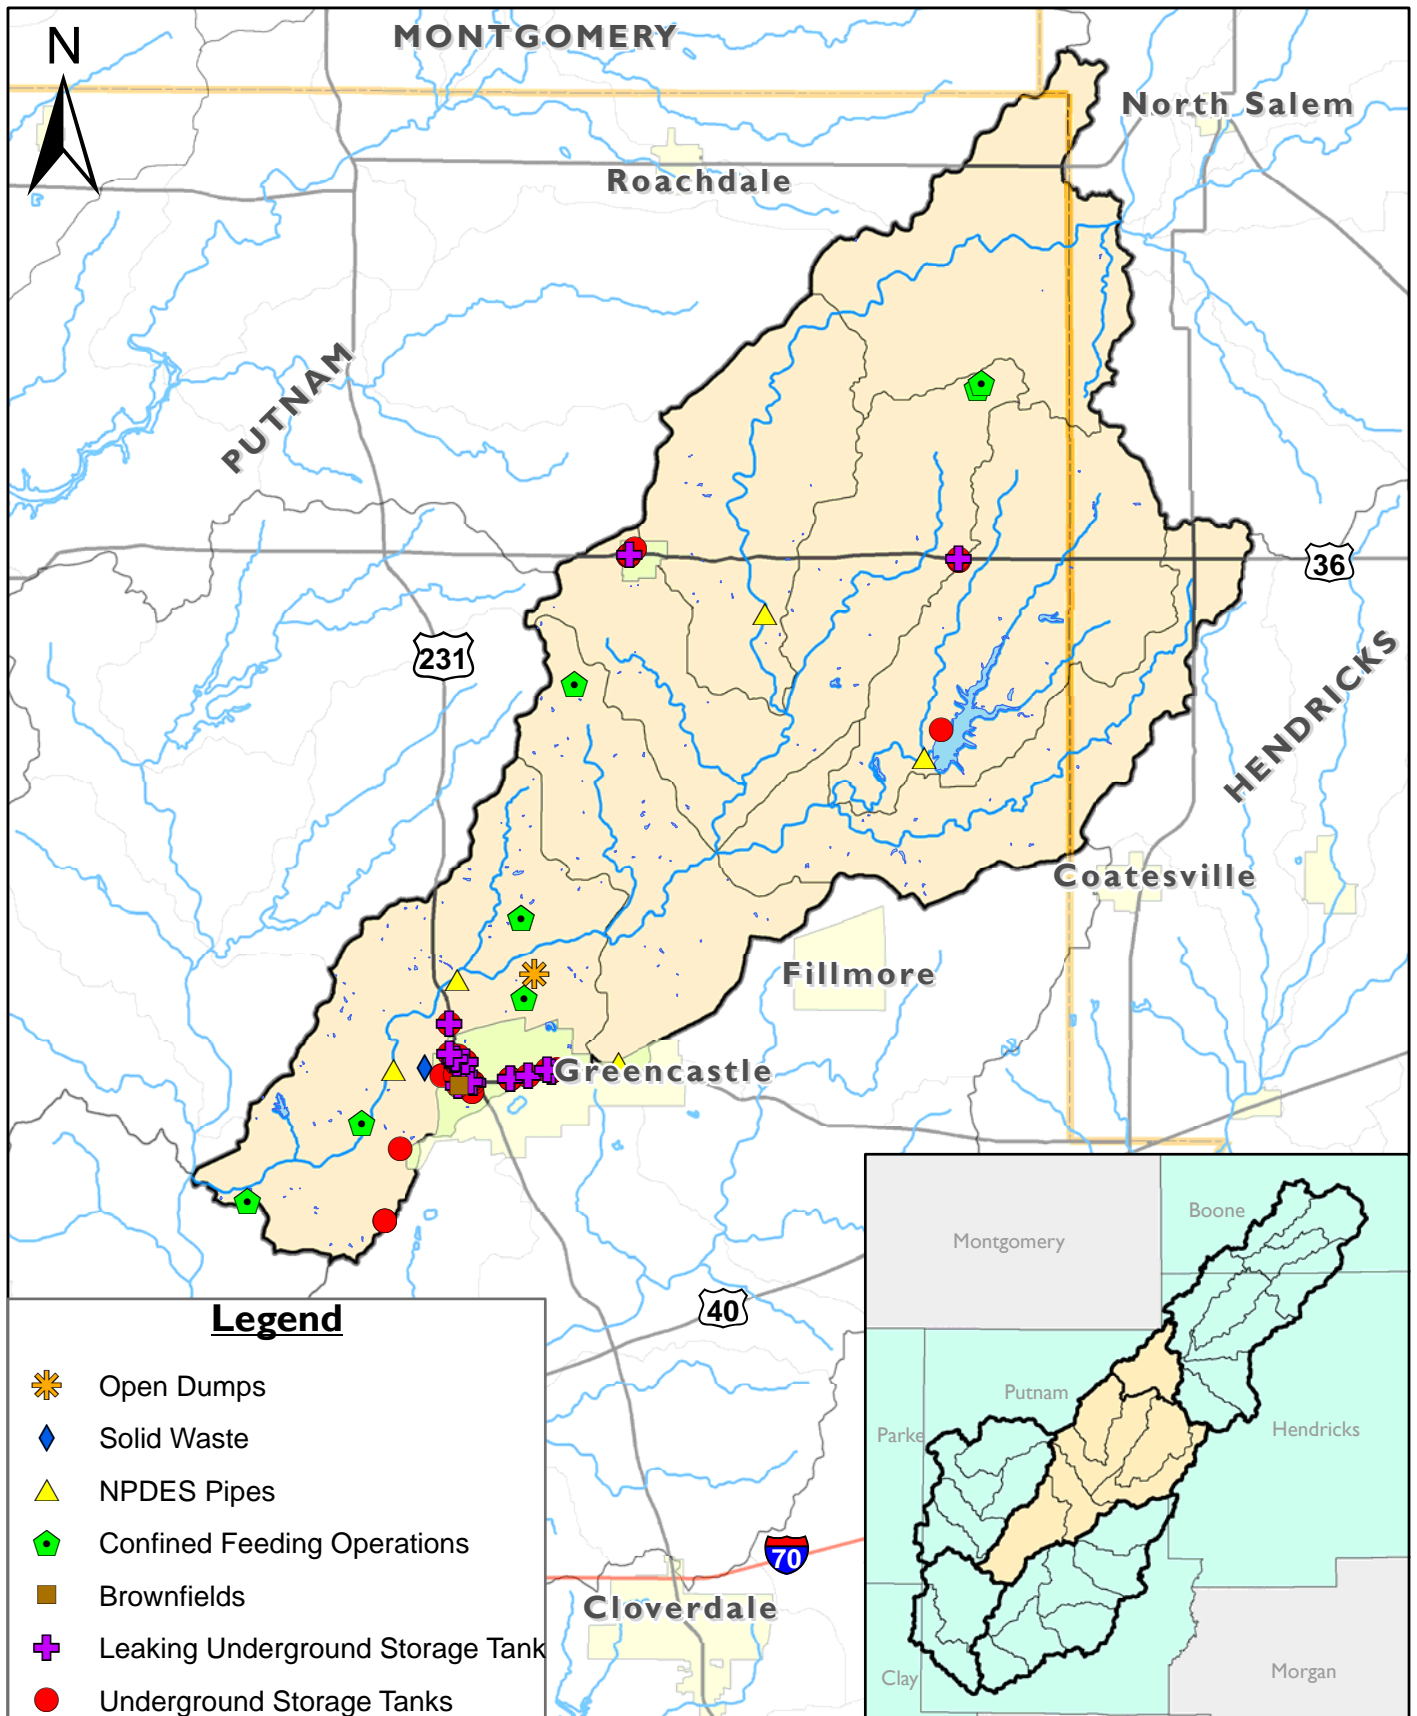 N
MONTGOMERY
North Salem
Roachdale
PUTNAM
36
231
HENDRICKS
Coatesville
Fillmore
Greencastle
40
70
Cloverdale
Legend
Open Dumps
Solid Waste
NPDES Pipes
Confined Feeding Operations
Brownfields
Leaking Underground Storage Tank
Underground Storage Tanks
Boone
Montgomery
Putnam
Parke
Hendricks
Clay
Morgan